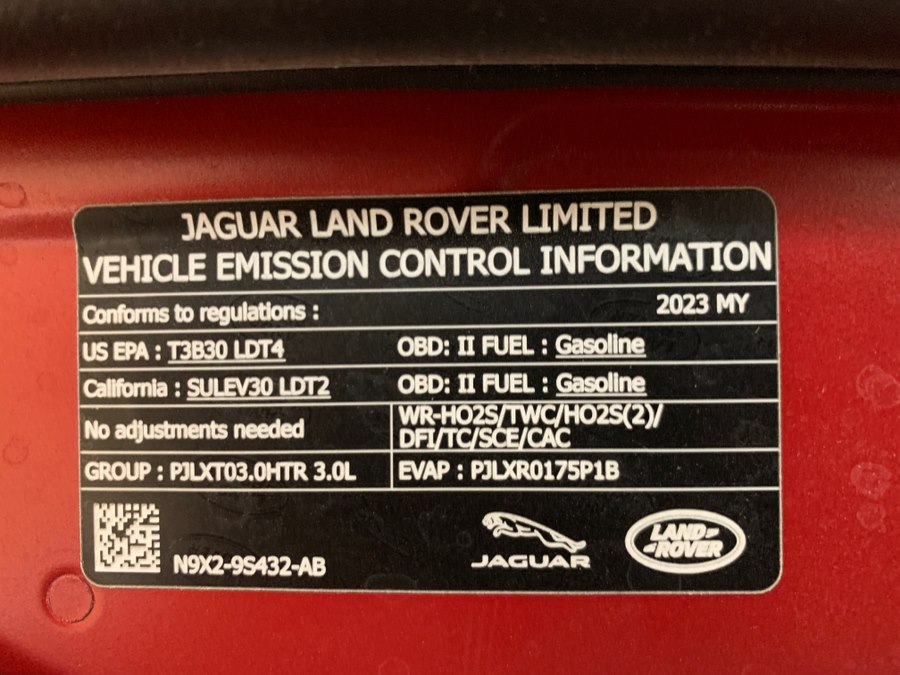 JAGUAR LAND ROVER LIMITED
VEHICLE EMISSION CONTROL INFORMATION
Conforms to regulations : 2023 MY
US EPA : T3B30 LDT4 OBD: II FUEL : Gasoline
California : SULEV30 LDT2 OBD: II FUEL : Gasoline
No adjustments needed
WR-HO2S/TWC/HO2S(2)/
DFI/TC/SCE/CAC
GROUP : PJLXT03.0HTR 3.0L EVAP : PJLXR0175P1B
N9X2-9S432-AB
JAGUAR
LAND-
-ROVER